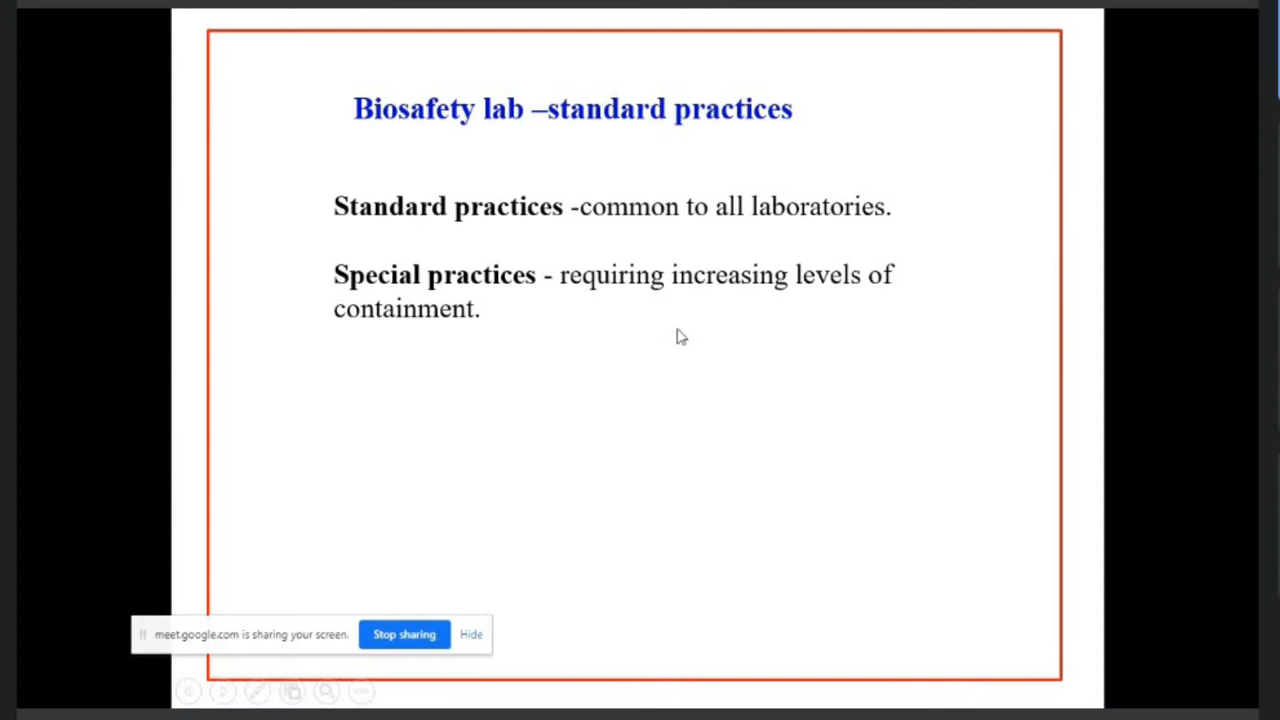 Biosafety lab –standard practices
Standard practices -common to all laboratories.
Special practices - requiring increasing levels of
containment.
meet.google.com is sharing your screen. Stop sharing Hide